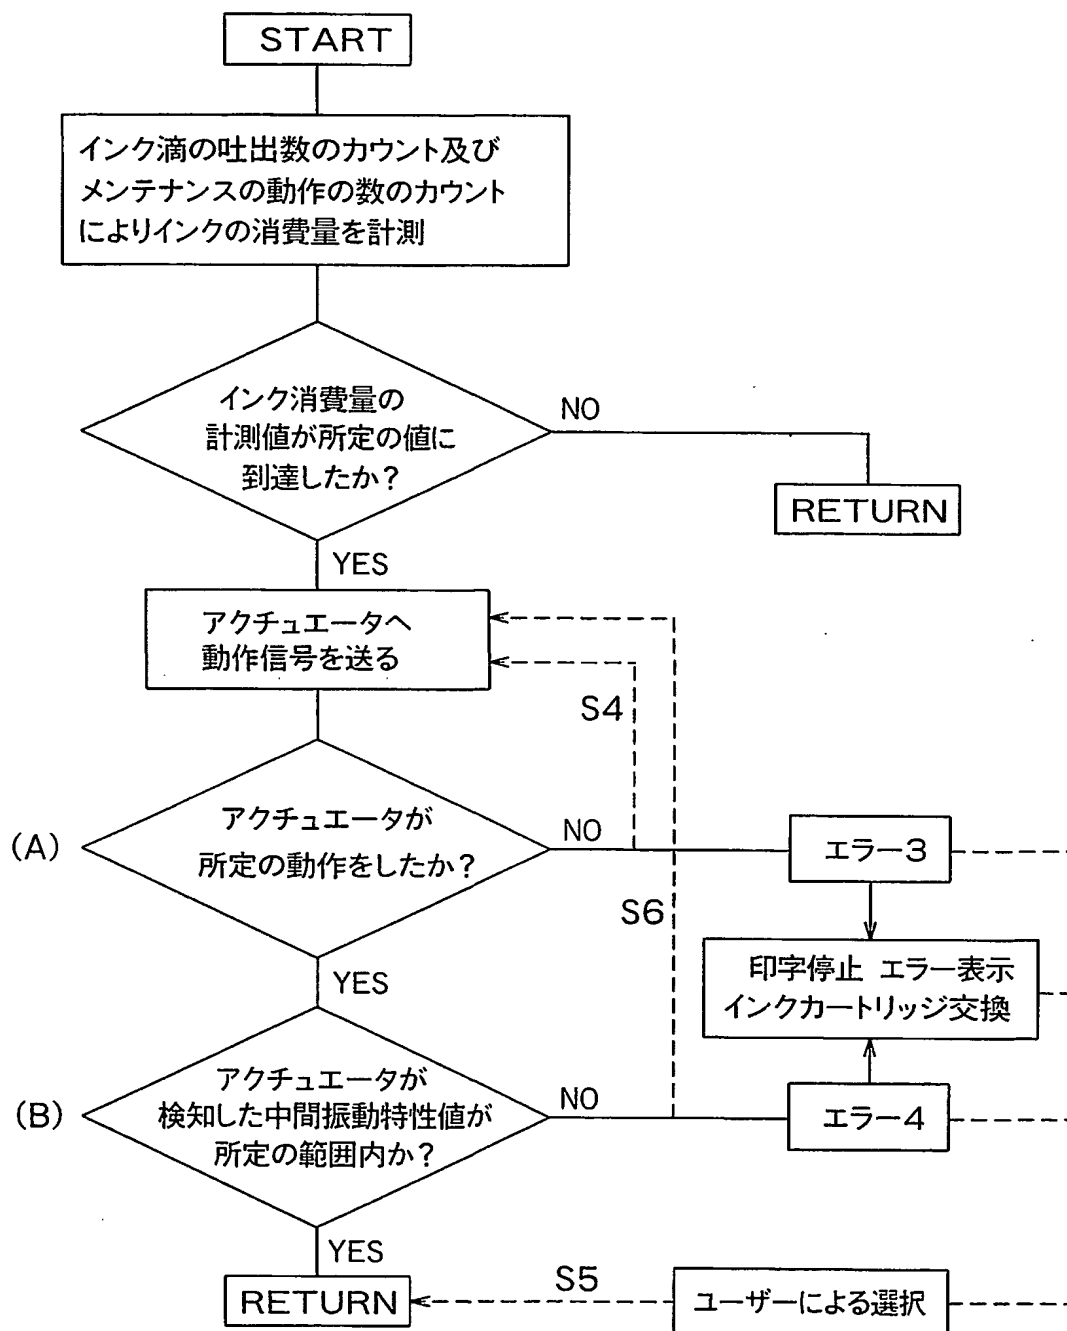 START
インク滴の吐出数のカウント及び
メンテナンスの動作の数のカウント
によりインクの消費量を計測
インク消費量の
計測値が所定の値に
到達したか?
NO
RETURN
YES
アクチュエータへ
動作信号を送る
S4
(A)
アクチュエータが
所定の動作をしたか?
NO
エラー3
S6
YES
印字停止 エラー表示
インクカートリッジ交換
(B)
アクチュエータが
検知した中間振動特性値が
所定の範囲内か?
NO
エラー4
YES
RETURN
S5
ユーザーによる選択